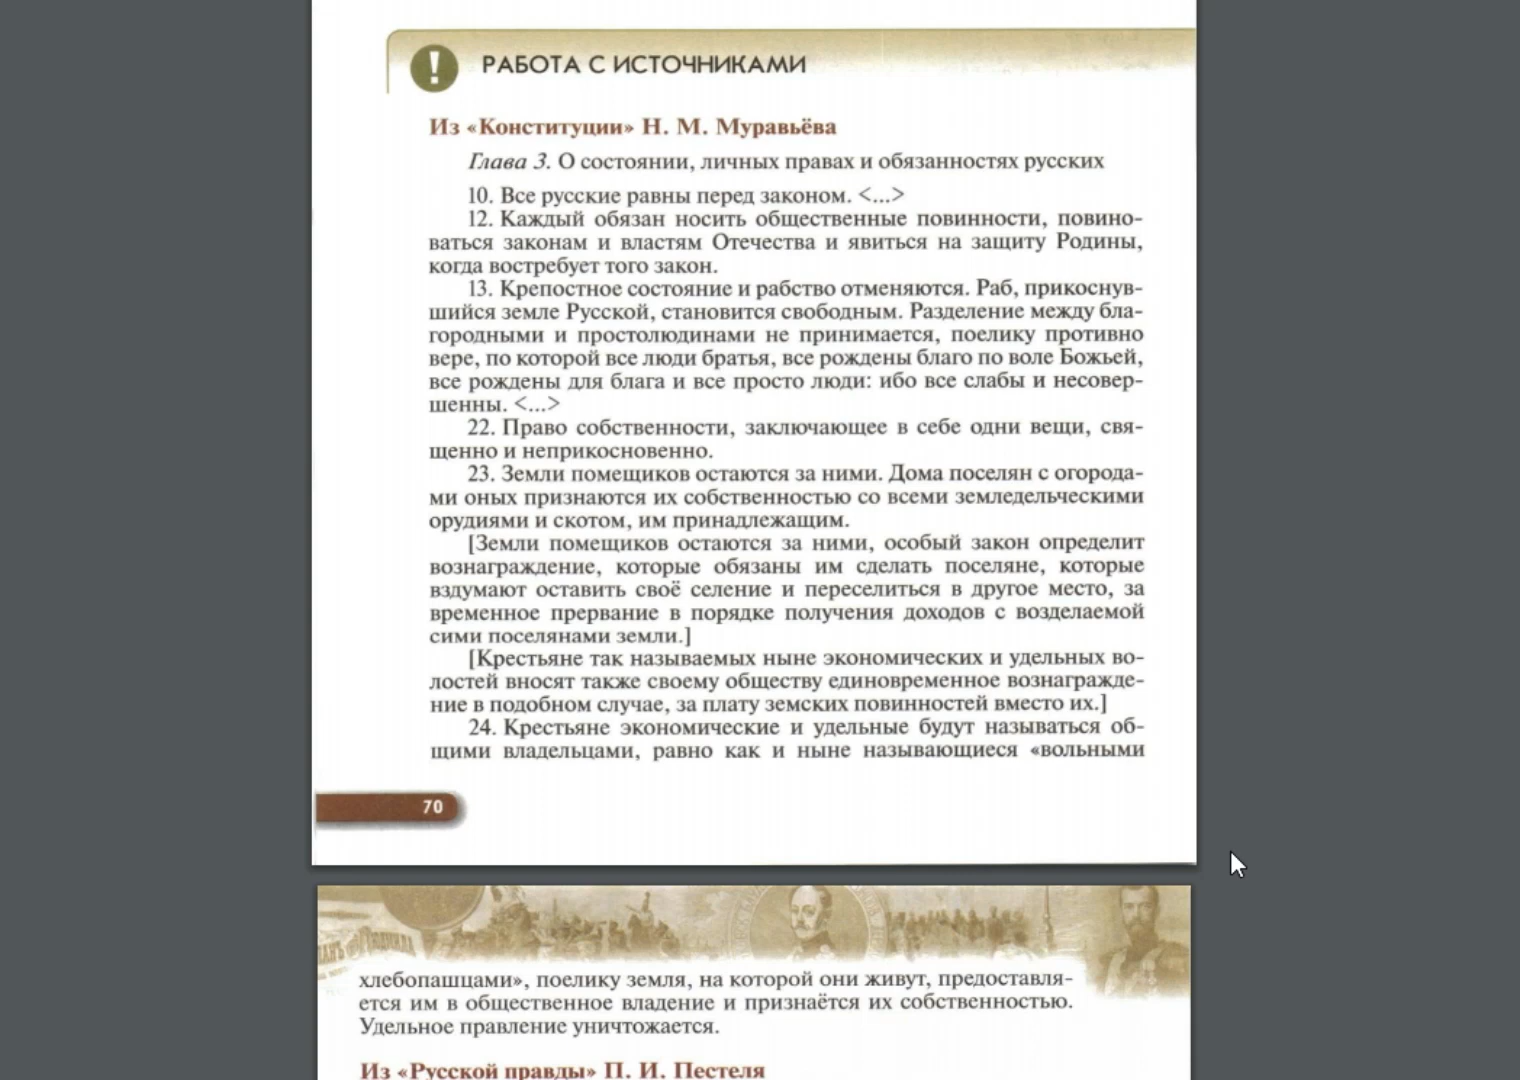 РАБОТА С ИСТОЧНИКАМИ
Из «Конституции» Н. М. Муравьёва
Глава 3. О состоянии, личных правах и обязанностях русских
10. Все русские равны перед законом. <...>
12. Каждый обязан носить общественные повинности, повино-
ваться законам и властям Отечества и явиться на защиту Родины,
когда востребует того закон.
13. Крепостное состояние и рабство отменяются. Раб, прикоснув-
шийся земле Русской, становится свободным. Разделение между бла-
городными и простолюдинами не принимается, поелику противно
вере, по которой все люди братья, все рождены благо по воле Божьей,
все рождены для блага и все просто люди: ибо все слабы и несовер-
шенны. <...>
22. Право собственности, заключающее в себе одни вещи, свя-
щенно и неприкосновенно.
23. Земли помещиков остаются за ними. Дома поселян с огорода-
ми оных признаются их собственностью со всеми земледельческими
орудиями и скотом, им принадлежащим.
[Земли помещиков остаются за ними, особый закон определит
вознаграждение, которые обязаны им сделать поселяне, которые
вздумают оставить своё селение и переселиться в другое место, за
временное прервание в порядке получения доходов с возделаемой
сими поселянами земли.]
[Крестьяне так называемых ныне экономических и удельных во-
лостей вносят также своему обществу единовременное вознагражде-
ние в подобном случае, за плату земских повинностей вместо их.]
24. Крестьяне экономические и удельные будут называться об-
щими владельцами, равно как и ныне называющиеся «вольными
70
хлебопашцами», поелику земля, на которой они живут, предоставля-
ется им в общественное владение и признаётся их собственностью.
Удельное правление уничтожается.
Из «Русской правды» П. И. Пестеля